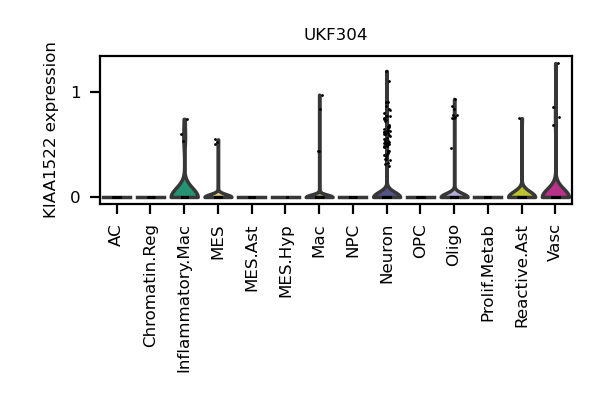 UKF304
KIAA1522 expression
1
0
AC
Chromatin.Reg
Inflammatory.Mac
MES
MES.Ast
MES.Hyp
Mac
NPC
Neuron
OPC
Oligo
Prolif.Metab
Reactive.Ast
Vasc